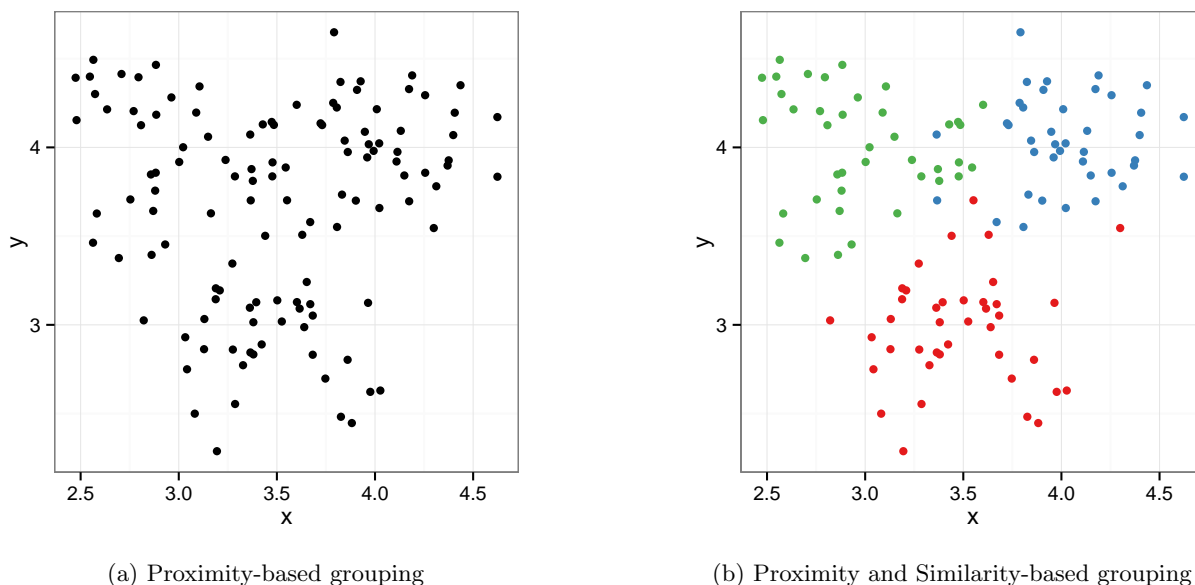 4
3
y
2.5 3.0 3.5 4.0 4.5
x
(a) Proximity-based grouping
4
3
y
2.5 3.0 3.5 4.0 4.5
x
(b) Proximity and Similarity-based grouping